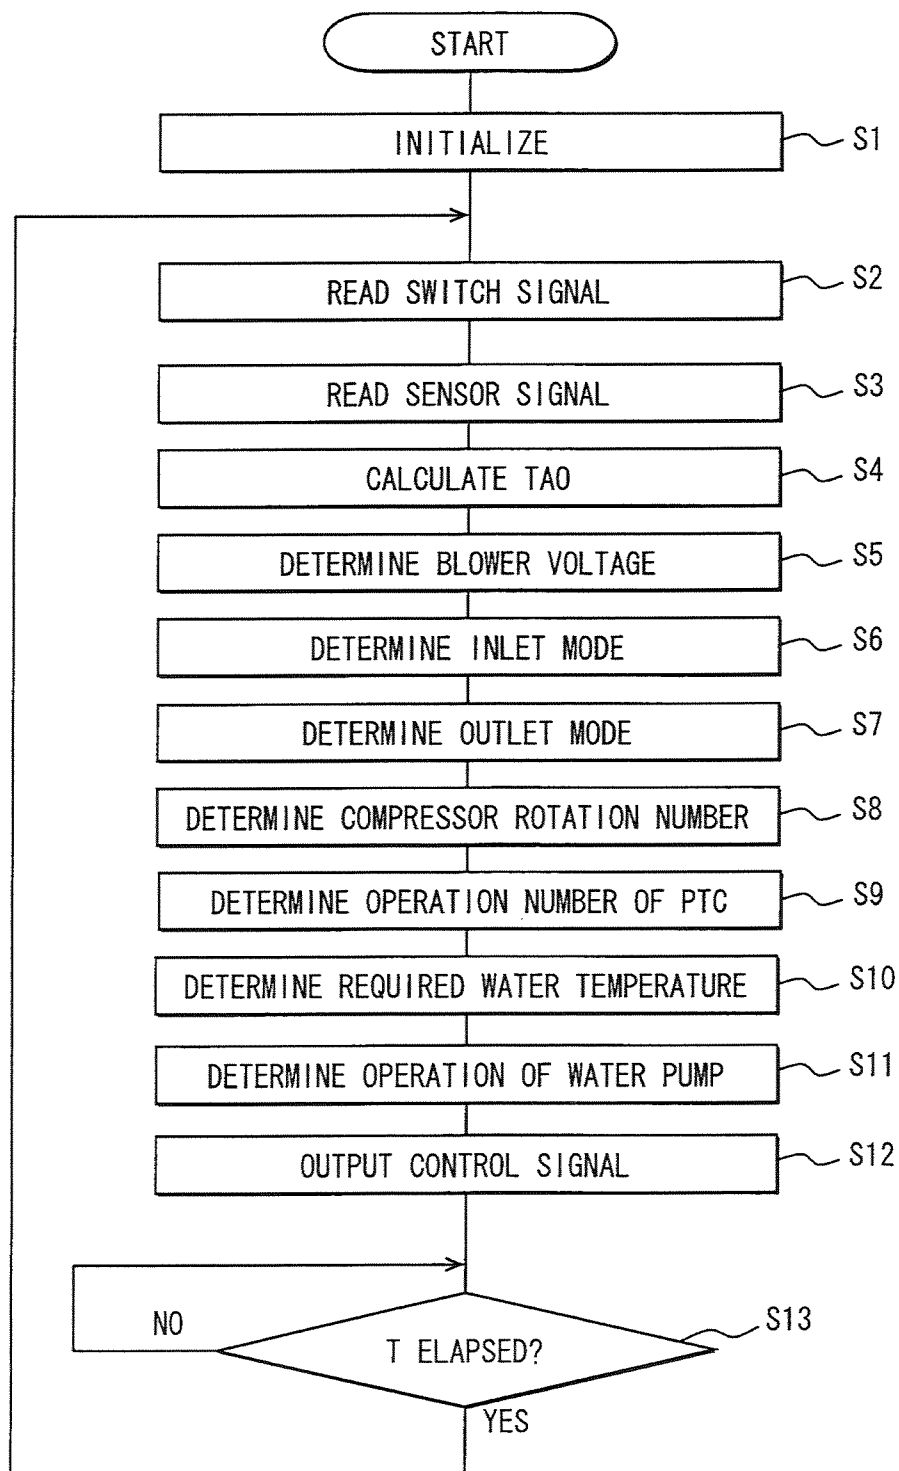 START
INITIALIZE
S1
READ SWITCH SIGNAL
S2
READ SENSOR SIGNAL
S3
CALCULATE TAO
S4
DETERMINE BLOWER VOLTAGE
S5
DETERMINE INLET MODE
S6
DETERMINE OUTLET MODE
S7
DETERMINE COMPRESSOR ROTATION NUMBER
S8
DETERMINE OPERATION NUMBER OF PTC
S9
DETERMINE REQUIRED WATER TEMPERATURE
S10
DETERMINE OPERATION OF WATER PUMP
S11
OUTPUT CONTROL SIGNAL
S12
NO
T ELAPSED?
S13
YES